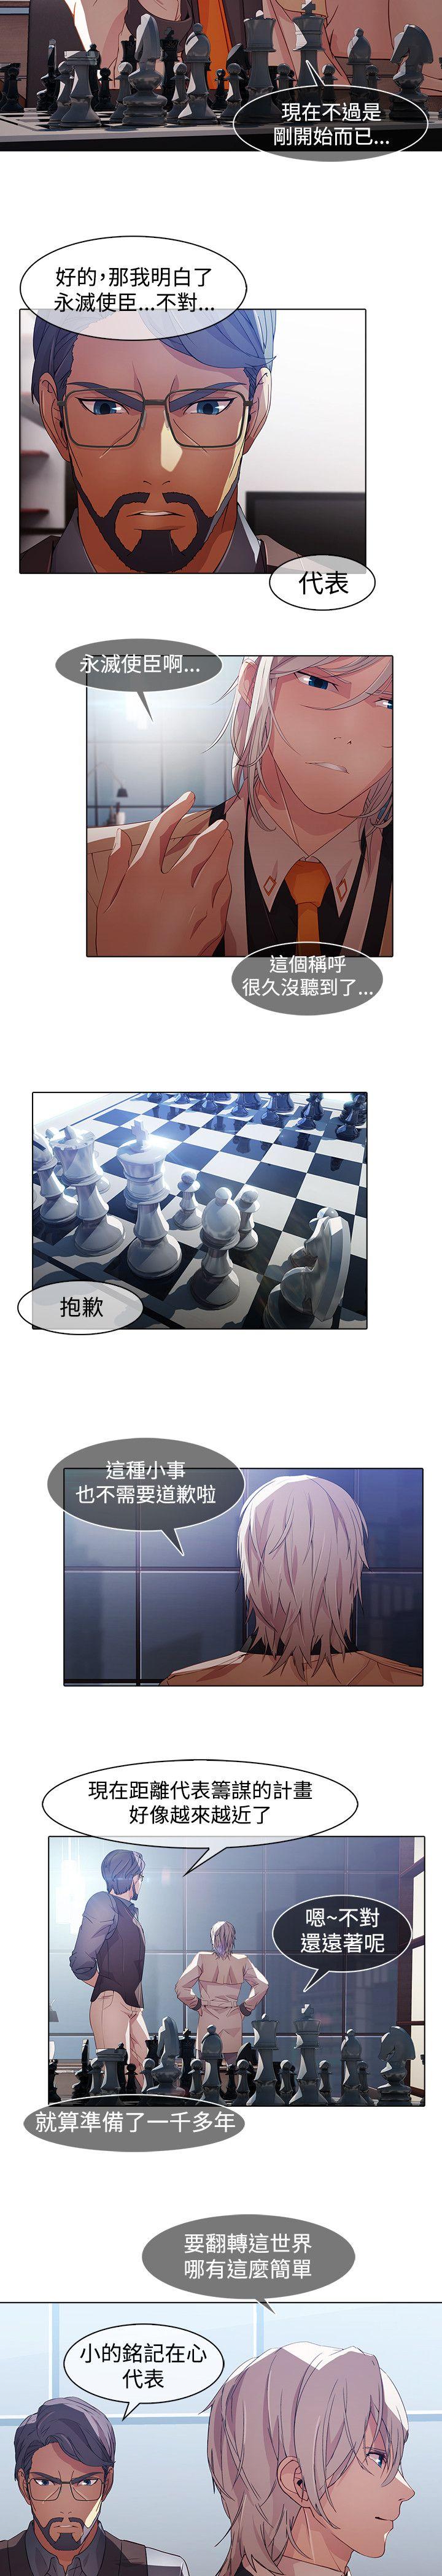 現在不過是
剛開始而已...
好的，那我明白了
永滅使臣...不對...
代表
永滅使臣啊...
這個稱呼
很久沒聽到了...
抱歉
這種小事
也不需要道歉啦
現在距離代表籌謀的計畫
好像越來越近了
嗯~不對
還遠著呢
就算準備了一千多年
要翻轉這世界
哪有這麼簡單
小的銘記在心
代表